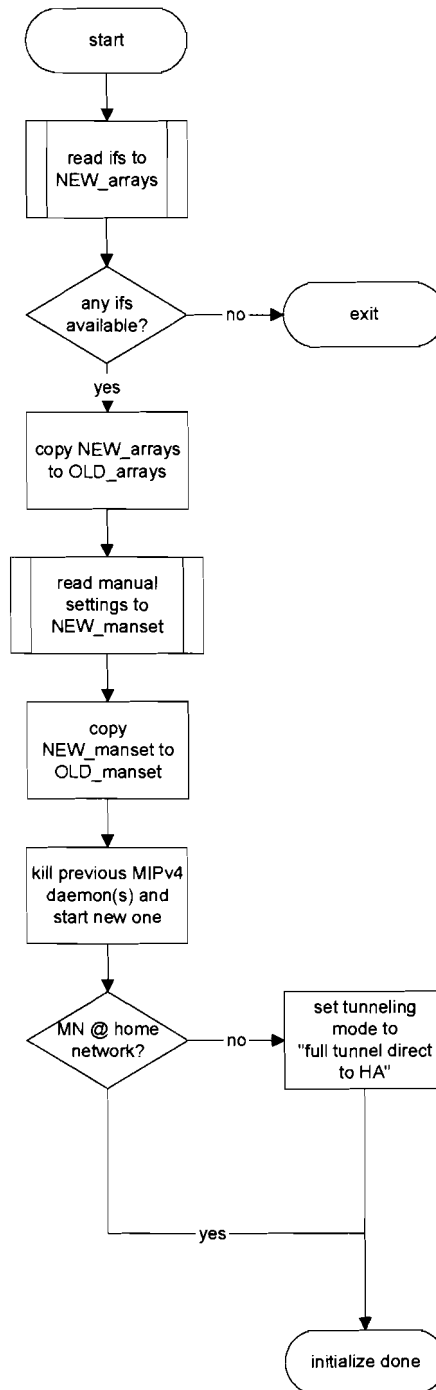 start
read ifs to
NEW_arrays
any ifs
available?
no
exit
yes
copy NEW_arrays
to OLD_arrays
read manual
settings to
NEW_manset
copy
NEW_manset to
OLD_manset
kill previous MIPv4
daemon(s) and
start new one
MN @ home
network?
no
set tunneling
mode to
"full tunnel direct
to HA"
yes
initialize done